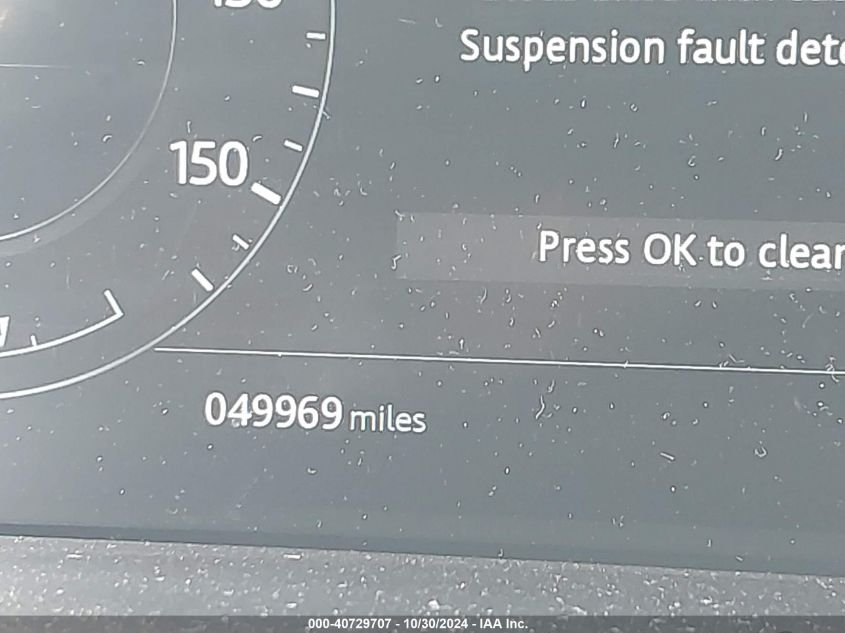 Suspension fault dete
150
Press OK to clear
049969 miles
000-40729707 - 10/30/2024 - IAA Inc.